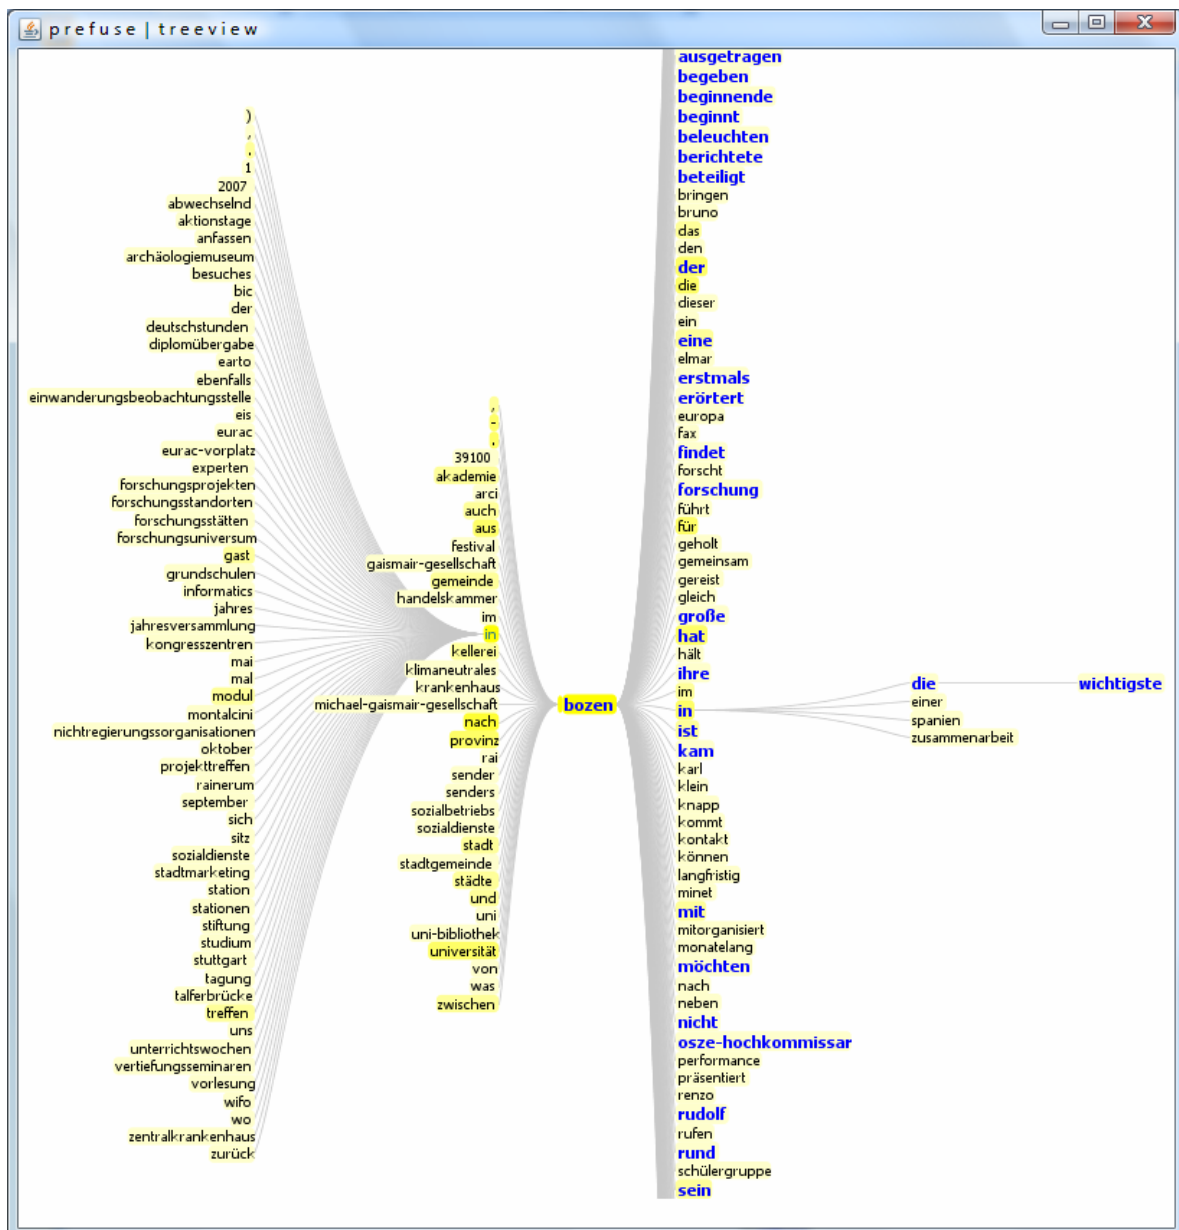 prefuse | treeview
)
,
.
1
2007
abwechselnd
aktionstage
anfassen
archäologiemuseum
besuches
bic
der
deutschstunden
diplomübergabe
earto
ebenfalls
einwanderungsbeobachtungsstelle
eis
eurac
eurac-vorplatz
experten
forschungsprojekten
forschungsstandorten
forschungsstätten
forschungsuniversum
gast
grundschulen
informatics
jahres
jahresversammlung
kongresszentren
mai
mal
modul
montalcini
nichtregierungssorganisationen
oktober
projekttreffen
rainerum
september
sich
sitz
sozialdienste
stadtmarketing
station
stationen
stiftung
studium
stuttgart
tagung
talferbrücke
treffen
uns
unterrichtswochen
vertiefungsseminaren
vorlesung
wifo
wo
zentralkrankenhaus
zurück
,
-
.
39100
akademie
arci
auch
aus
festival
gaismair-gesellschaft
gemeinde
handelskammer
im
in
kellerei
klimaneutrales
krankenhaus
michael-gaismair-gesellschaft
nach
provinz
rai
sender
senders
sozialbetriebs
sozialdienste
stadt
stadtgemeinde
städte
und
uni
uni-bibliothek
universität
von
was
zwischen
bozen
ausgetragen
begeben
beginnende
beginnt
beleuchten
berichtete
beteiligt
bringen
bruno
das
den
der
die
dieser
ein
eine
elmar
erstmals
erörtert
europa
fax
findet
forscht
forschung
führt
für
geholt
gemeinsam
gereist
gleich
große
hat
hält
ihre
im
in
ist
kam
karl
klein
knapp
kommt
kontakt
können
langfristig
minet
mit
mitorganisiert
monatelang
möchten
nach
neben
nicht
osze-hochkommissar
performance
präsentiert
renzo
rudolf
rufen
rund
schülergruppe
sein
die
einer
spanien
zusammenarbeit
wichtigste